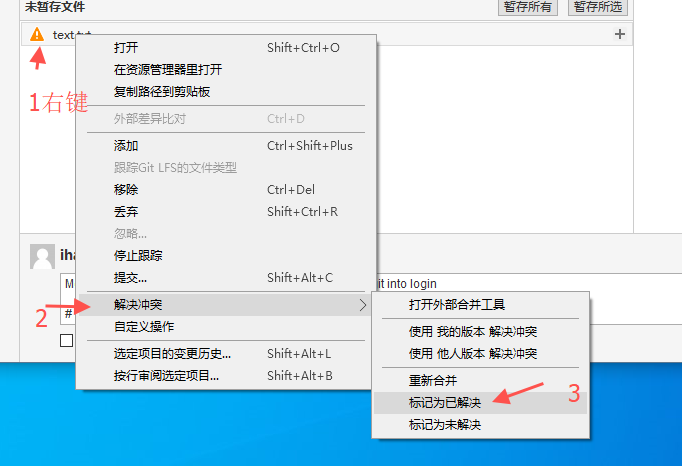 未暂存文件
暂存所有
暂存所选
text.txt
1右键
打开 Shift+Ctrl+O
在资源管理器里打开
复制路径到剪贴板
外部差异比对 Ctrl+D
添加 Ctrl+Shift+Plus
跟踪Git LFS的文件类型
移除 Ctrl+Del
丢弃 Shift+Ctrl+R
忽略...
停止跟踪
提交... Shift+Alt+C
iha
M
it into login
2
解决冲突
#
自定义操作
选定项目的变更历史... Shift+Alt+L
按行审阅选定项目... Shift+Alt+B
打开外部合并工具
使用 我的版本 解决冲突
使用 他人版本 解决冲突
重新合并
标记为已解决
3
标记为未解决